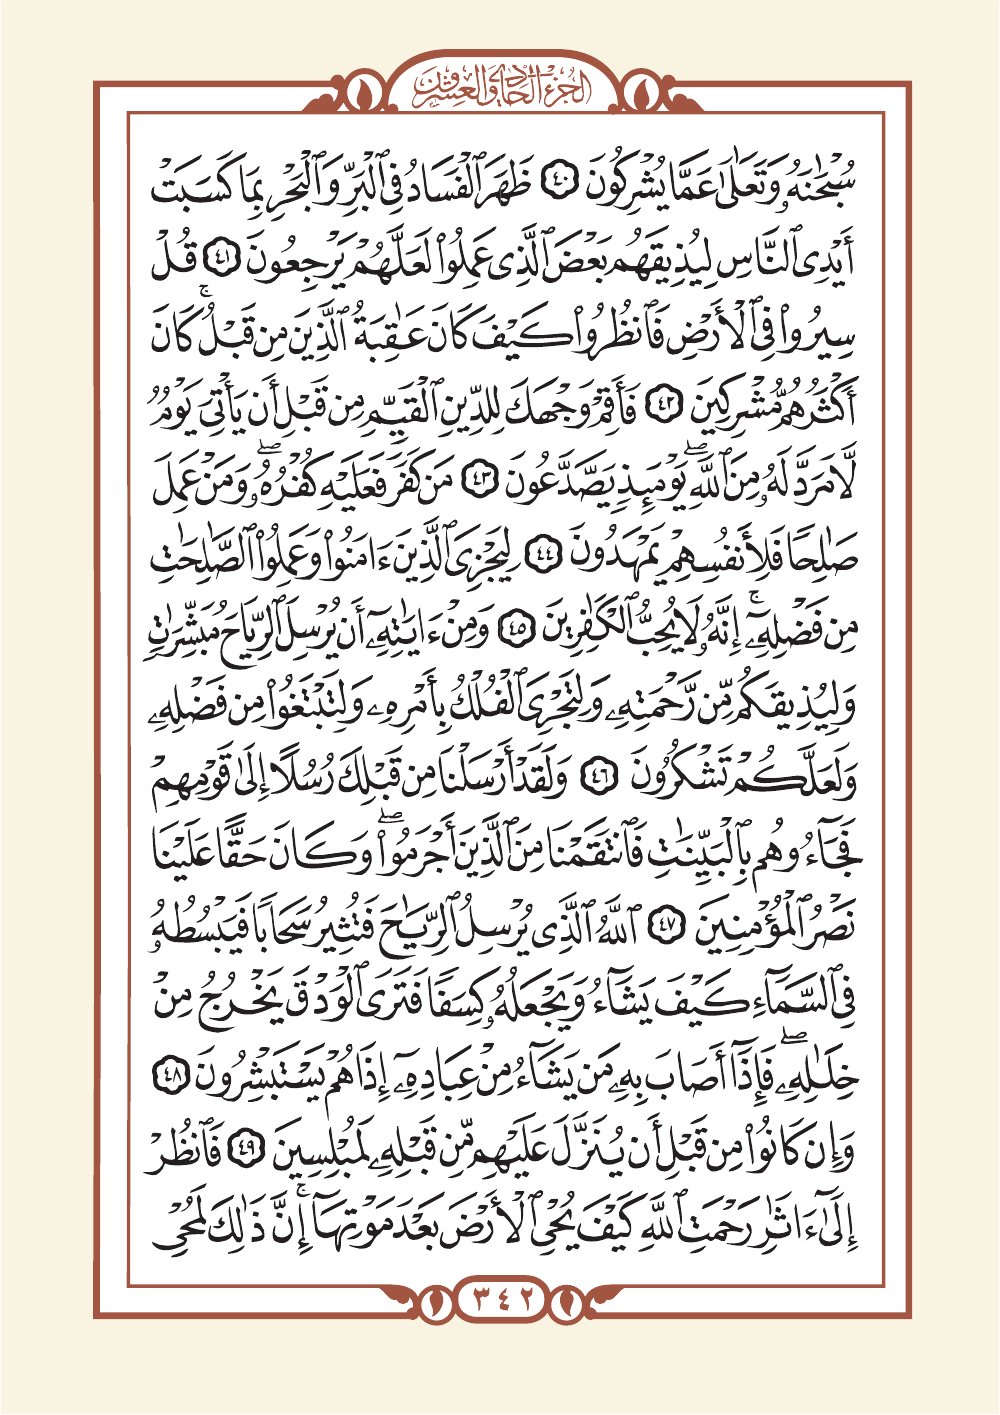 الجزء الحادي والعشرون
سُبْحَٰنَهُۥ وَتَعَٰلَىٰ عَمَّا يُشْرِكُونَ ٤٠ ظَهَرَ ٱلْفَسَادُ فِى ٱلْبَرِّ وَٱلْبَحْرِ بِمَا كَسَبَتْ
أَيْدِى ٱلنَّاسِ لِيُذِيقَهُم بَعْضَ ٱلَّذِى عَمِلُوا۟ لَعَلَّهُمْ يَرْجِعُونَ ٤١ قُلْ
سِيرُوا۟ فِى ٱلْأَرْضِ فَٱنظُرُوا۟ كَيْفَ كَانَ عَٰقِبَةُ ٱلَّذِينَ مِن قَبْلُ ۚ كَانَ
أَكْثَرُهُم مُّشْرِكِينَ ٤٢ فَأَقِمْ وَجْهَكَ لِلدِّينِ ٱلْقَيِّمِ مِن قَبْلِ أَن يَأْتِىَ يَوْمٌ
لَّا مَرَدَّ لَهُۥ مِنَ ٱللَّهِ ۖ يَوْمَئِذٍ يَصَّدَّعُونَ ٤٣ مَن كَفَرَ فَعَلَيْهِ كُفْرُهُۥ ۖ وَمَنْ عَمِلَ
صَٰلِحًا فَلِأَنفُسِهِمْ يَمْهَدُونَ ٤٤ لِيَجْزِىَ ٱلَّذِينَ ءَامَنُوا۟ وَعَمِلُوا۟ ٱلصَّٰلِحَٰتِ
مِن فَضْلِهِۦٓ ۚ إِنَّهُۥ لَا يُحِبُّ ٱلْكَٰفِرِينَ ٤٥ وَمِنْ ءَايَٰتِهِۦٓ أَن يُرْسِلَ ٱلرِّيَاحَ مُبَشِّرَٰتٍ
وَلِيُذِيقَكُم مِّن رَّحْمَتِهِۦ وَلِتَجْرِىَ ٱلْفُلْكُ بِأَمْرِهِۦ وَلِتَبْتَغُوا۟ مِن فَضْلِهِۦ
وَلَعَلَّكُمْ تَشْكُرُونَ ٤٦ وَلَقَدْ أَرْسَلْنَا مِن قَبْلِكَ رُسُلًا إِلَىٰ قَوْمِهِمْ
فَجَآءُوهُم بِٱلْبَيِّنَٰتِ فَٱنتَقَمْنَا مِنَ ٱلَّذِينَ أَجْرَمُوا۟ ۖ وَكَانَ حَقًّا عَلَيْنَا
نَصْرُ ٱلْمُؤْمِنِينَ ٤٧ ٱللَّهُ ٱلَّذِى يُرْسِلُ ٱلرِّيَٰحَ فَتُثِيرُ سَحَابًا فَيَبْسُطُهُۥ
فِى ٱلسَّمَآءِ كَيْفَ يَشَآءُ وَيَجْعَلُهُۥ كِسَفًا فَتَرَى ٱلْوَدْقَ يَخْرُجُ مِنْ
خِلَٰلِهِۦ ۖ فَإِذَآ أَصَابَ بِهِۦ مَن يَشَآءُ مِنْ عِبَادِهِۦٓ إِذَا هُمْ يَسْتَبْشِرُونَ ٤٨
وَإِن كَانُوا۟ مِن قَبْلِ أَن يُنَزَّلَ عَلَيْهِم مِّن قَبْلِهِۦ لَمُبْلِسِينَ ٤٩ فَٱنظُرْ
إِلَىٰٓ ءَاثَٰرِ رَحْمَتِ ٱللَّهِ كَيْفَ يُحْىِ ٱلْأَرْضَ بَعْدَ مَوْتِهَآ ۚ إِنَّ ذَٰلِكَ لَمُحْىِ
٣٤٢